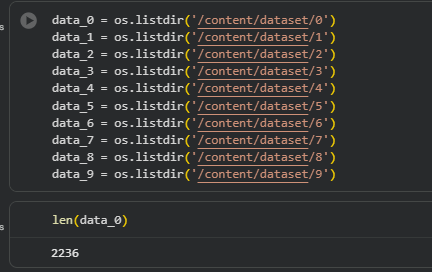 data_0 = os.listdir('/content/dataset/0')
data_1 = os.listdir('/content/dataset/1')
data_2 = os.listdir('/content/dataset/2')
data_3 = os.listdir('/content/dataset/3')
data_4 = os.listdir('/content/dataset/4')
data_5 = os.listdir('/content/dataset/5')
data_6 = os.listdir('/content/dataset/6')
data_7 = os.listdir('/content/dataset/7')
data_8 = os.listdir('/content/dataset/8')
data_9 = os.listdir('/content/dataset/9')
len(data_0)
2236